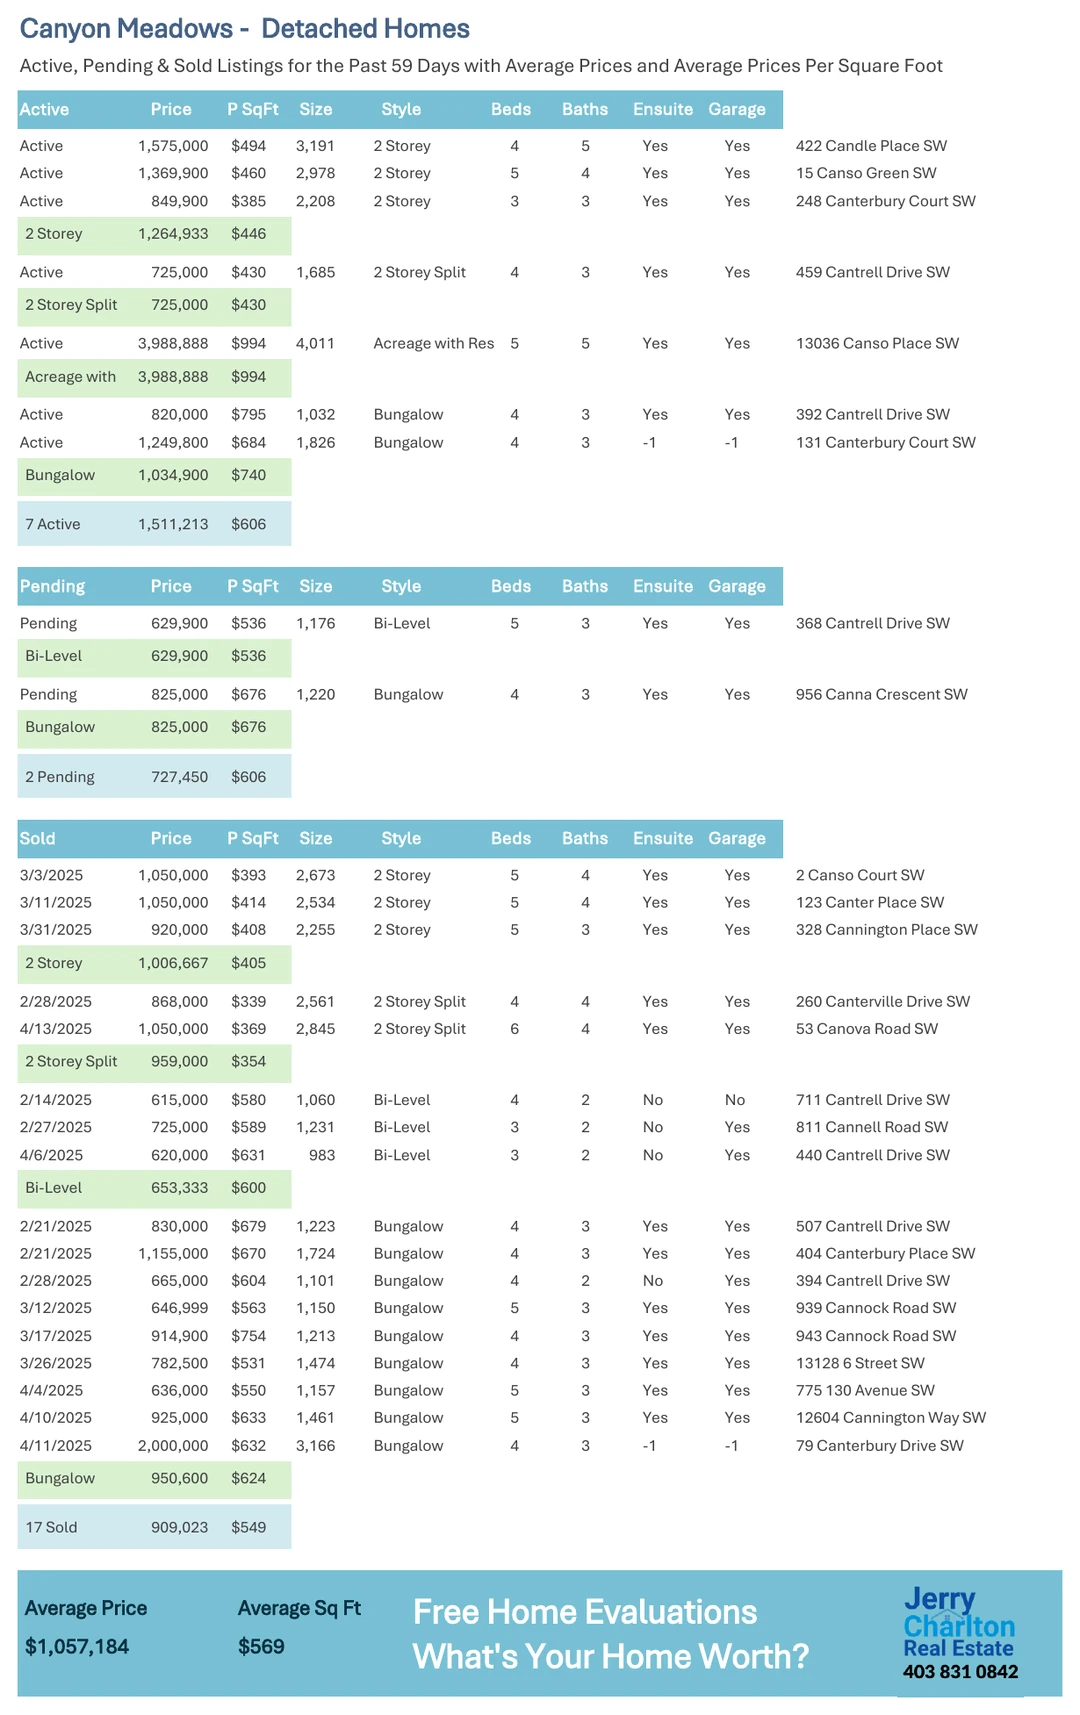 Canyon Meadows - Detached Homes
Active, Pending & Sold Listings for the Past 59 Days with Average Prices and Average Prices Per Square Foot
Active Price P SqFt Size Style Beds Baths Ensuite Garage
Active 1,575,000 $494 3,191 2 Storey 4 5 Yes Yes 422 Candle Place SW
Active 1,369,900 $460 2,978 2 Storey 5 4 Yes Yes 15 Canso Green SW
Active 849,900 $385 2,208 2 Storey 3 3 Yes Yes 248 Canterbury Court SW
2 Storey 1,264,933 $446
Active 725,000 $430 1,685 2 Storey Split 4 3 Yes Yes 459 Cantrell Drive SW
2 Storey Split 725,000 $430
Active 3,988,888 $994 4,011 Acreage with Res 5 5 Yes Yes 13036 Canso Place SW
Acreage with 3,988,888 $994
Active 820,000 $795 1,032 Bungalow 4 3 Yes Yes 392 Cantrell Drive SW
Active 1,249,800 $684 1,826 Bungalow 4 3 -1 -1 131 Canterbury Court SW
Bungalow 1,034,900 $740
7 Active 1,511,213 $606
Pending Price P SqFt Size Style Beds Baths Ensuite Garage
Pending 629,900 $536 1,176 Bi-Level 5 3 Yes Yes 368 Cantrell Drive SW
Bi-Level 629,900 $536
Pending 825,000 $676 1,220 Bungalow 4 3 Yes Yes 956 Canna Crescent SW
Bungalow 825,000 $676
2 Pending 727,450 $606
Sold Price P SqFt Size Style Beds Baths Ensuite Garage
3/3/2025 1,050,000 $393 2,673 2 Storey 5 4 Yes Yes 2 Canso Court SW
3/11/2025 1,050,000 $414 2,534 2 Storey 5 4 Yes Yes 123 Canter Place SW
3/31/2025 920,000 $408 2,255 2 Storey 5 3 Yes Yes 328 Cannington Place SW
2 Storey 1,006,667 $405
2/28/2025 868,000 $339 2,561 2 Storey Split 4 4 Yes Yes 260 Canterville Drive SW
4/13/2025 1,050,000 $369 2,845 2 Storey Split 6 4 Yes Yes 53 Canova Road SW
2 Storey Split 959,000 $354
2/14/2025 615,000 $580 1,060 Bi-Level 4 2 No No 711 Cantrell Drive SW
2/27/2025 725,000 $589 1,231 Bi-Level 3 2 No Yes 811 Cannell Road SW
4/6/2025 620,000 $631 983 Bi-Level 3 2 No Yes 440 Cantrell Drive SW
Bi-Level 653,333 $600
2/21/2025 830,000 $679 1,223 Bungalow 4 3 Yes Yes 507 Cantrell Drive SW
2/21/2025 1,155,000 $670 1,724 Bungalow 4 3 Yes Yes 404 Canterbury Place SW
2/28/2025 665,000 $604 1,101 Bungalow 4 2 No Yes 394 Cantrell Drive SW
3/12/2025 646,999 $563 1,150 Bungalow 5 3 Yes Yes 939 Cannock Road SW
3/17/2025 914,900 $754 1,213 Bungalow 4 3 Yes Yes 943 Cannock Road SW
3/26/2025 782,500 $531 1,474 Bungalow 4 3 Yes Yes 13128 6 Street SW
4/4/2025 636,000 $550 1,157 Bungalow 5 3 Yes Yes 775 130 Avenue SW
4/10/2025 925,000 $633 1,461 Bungalow 5 3 Yes Yes 12604 Cannington Way SW
4/11/2025 2,000,000 $632 3,166 Bungalow 4 3 -1 -1 79 Canterbury Drive SW
Bungalow 950,600 $624
17 Sold 909,023 $549
Average Price Average Sq Ft
$1,057,184 $569
Free Home Evaluations
What's Your Home Worth?
Jerry
Charlton
Real Estate
403 831 0842